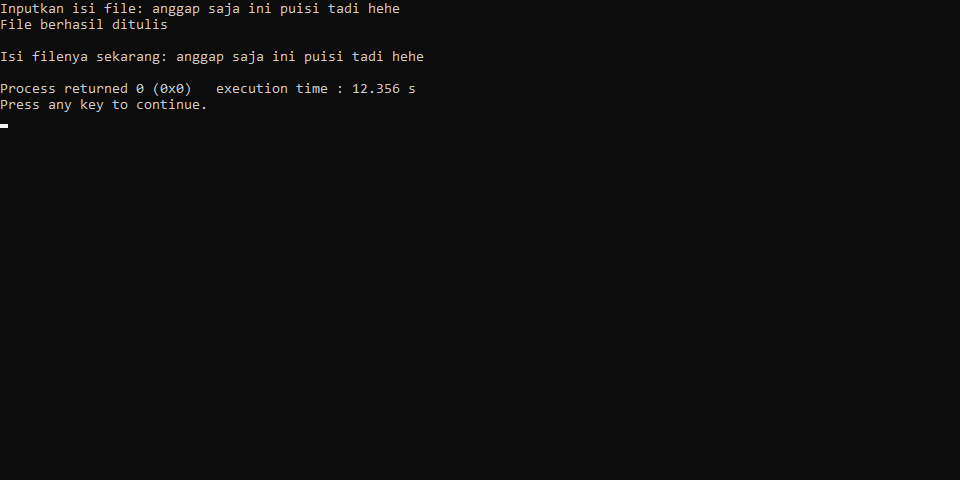 Inputkan isi file: anggap saja ini puisi tadi hehe
File berhasil ditulis
Isi filenya sekarang: anggap saja ini puisi tadi hehe
Process returned 0 (0x0)   execution time : 12.356 s
Press any key to continue.